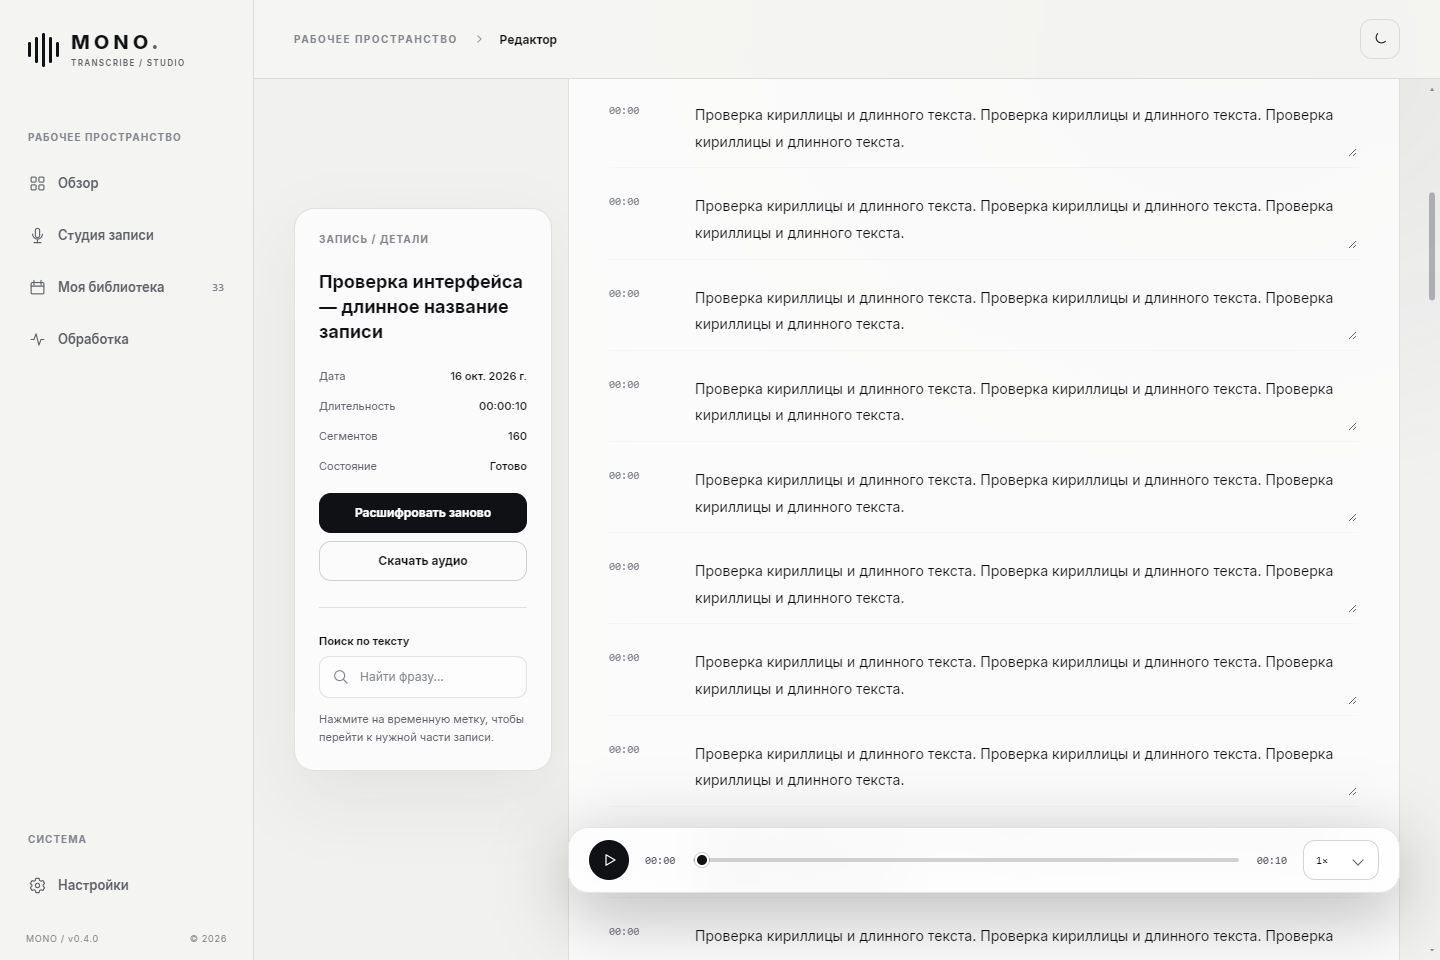 MONO.
TRANSCRIBE / STUDIO
РАБОЧЕЕ ПРОСТРАНСТВО
Обзор
Студия записи
Моя библиотека 33
Обработка
СИСТЕМА
Настройки
MONO / v0.4.0 © 2026
РАБОЧЕЕ ПРОСТРАНСТВО > Редактор
ЗАПИСЬ / ДЕТАЛИ
Проверка интерфейса
— длинное название
записи
Дата 16 окт. 2026 г.
Длительность 00:00:10
Сегментов 160
Состояние Готово
Расшифровать заново
Скачать аудио
Поиск по тексту
Найти фразу...
Нажмите на временную метку, чтобы
перейти к нужной части записи.
00:00 Проверка кириллицы и длинного текста. Проверка кириллицы и длинного текста. Проверка
кириллицы и длинного текста.
00:00 Проверка кириллицы и длинного текста. Проверка кириллицы и длинного текста. Проверка
кириллицы и длинного текста.
00:00 Проверка кириллицы и длинного текста. Проверка кириллицы и длинного текста. Проверка
кириллицы и длинного текста.
00:00 Проверка кириллицы и длинного текста. Проверка кириллицы и длинного текста. Проверка
кириллицы и длинного текста.
00:00 Проверка кириллицы и длинного текста. Проверка кириллицы и длинного текста. Проверка
кириллицы и длинного текста.
00:00 Проверка кириллицы и длинного текста. Проверка кириллицы и длинного текста. Проверка
кириллицы и длинного текста.
00:00 Проверка кириллицы и длинного текста. Проверка кириллицы и длинного текста. Проверка
кириллицы и длинного текста.
00:00 Проверка кириллицы и длинного текста. Проверка кириллицы и длинного текста. Проверка
кириллицы и длинного текста.
00:00 00:10 1×
00:00 Проверка кириллицы и длинного текста. Проверка кириллицы и длинного текста. Проверка